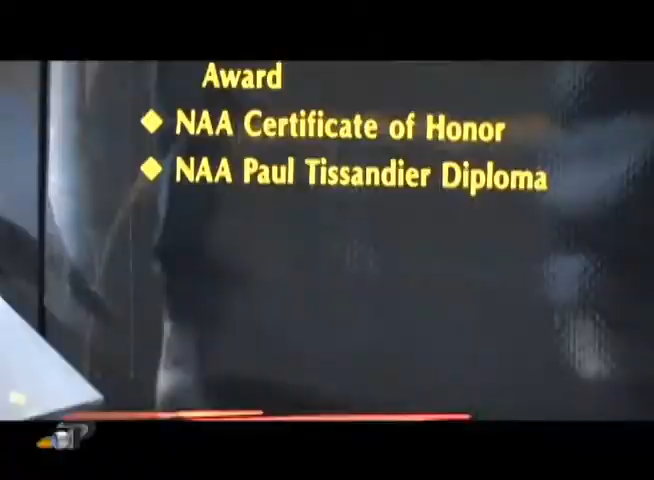 Award
◆ NAA Certificate of Honor
◆ NAA Paul Tissandier Diploma